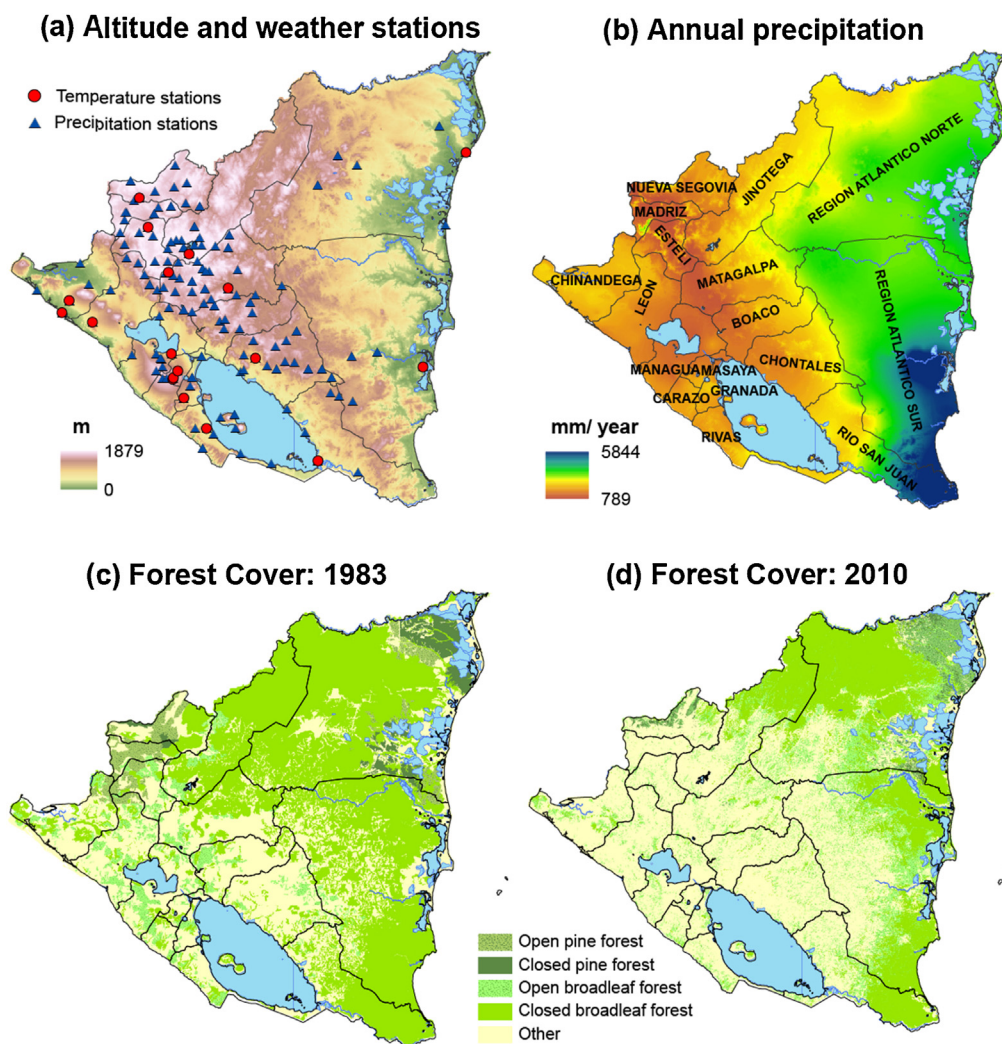 (a) Altitude and weather stations
Temperature stations
Precipitation stations
m
1879
0
(b) Annual precipitation
REGION ATLANTICO NORTE
JINOTEGA
NUEVA SEGOVIA
MADRIZ
ESTELI
CHINANDEGA
LEON
MATAGALPA
BOACO
REGION ATLANTICO SUR
CHONTALES
MANAGUA
MASAYA
GRANADA
CARAZO
RIVAS
RIO SAN JUAN
mm/ year
5844
789
(c) Forest Cover: 1983
(d) Forest Cover: 2010
Open pine forest
Closed pine forest
Open broadleaf forest
Closed broadleaf forest
Other